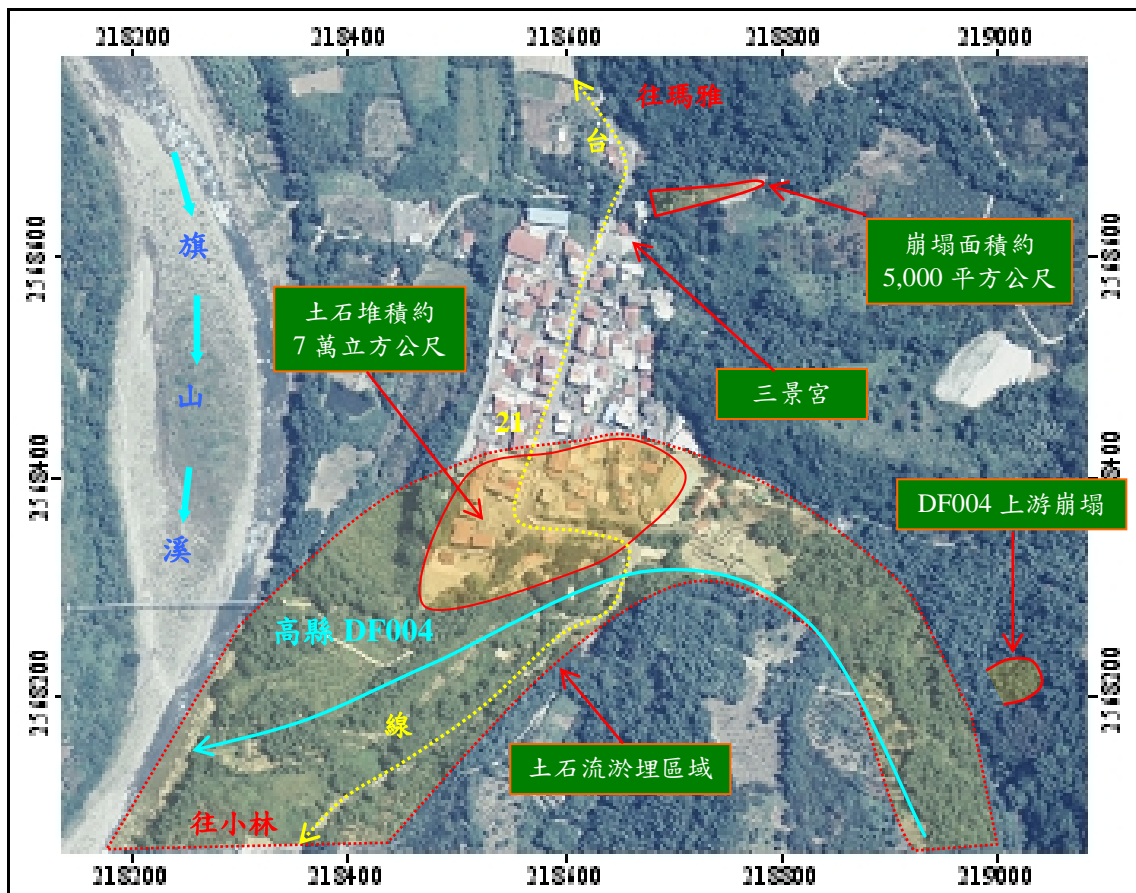 218200 218400 218600 218800 219000
往瑪雅
台
旗
山
溪
崩塌面積約
5,000 平方公尺
土石堆積約
7 萬立方公尺
三景宮
21
DF004 上游崩塌
高縣 DF004
線
土石流淤埋區域
往小林
218200 218400 218600 218800 219000